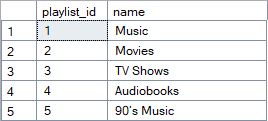 playlist_id name
1 1 Music
2 2 Movies
3 3 TV Shows
4 4 Audiobooks
5 5 90's Music